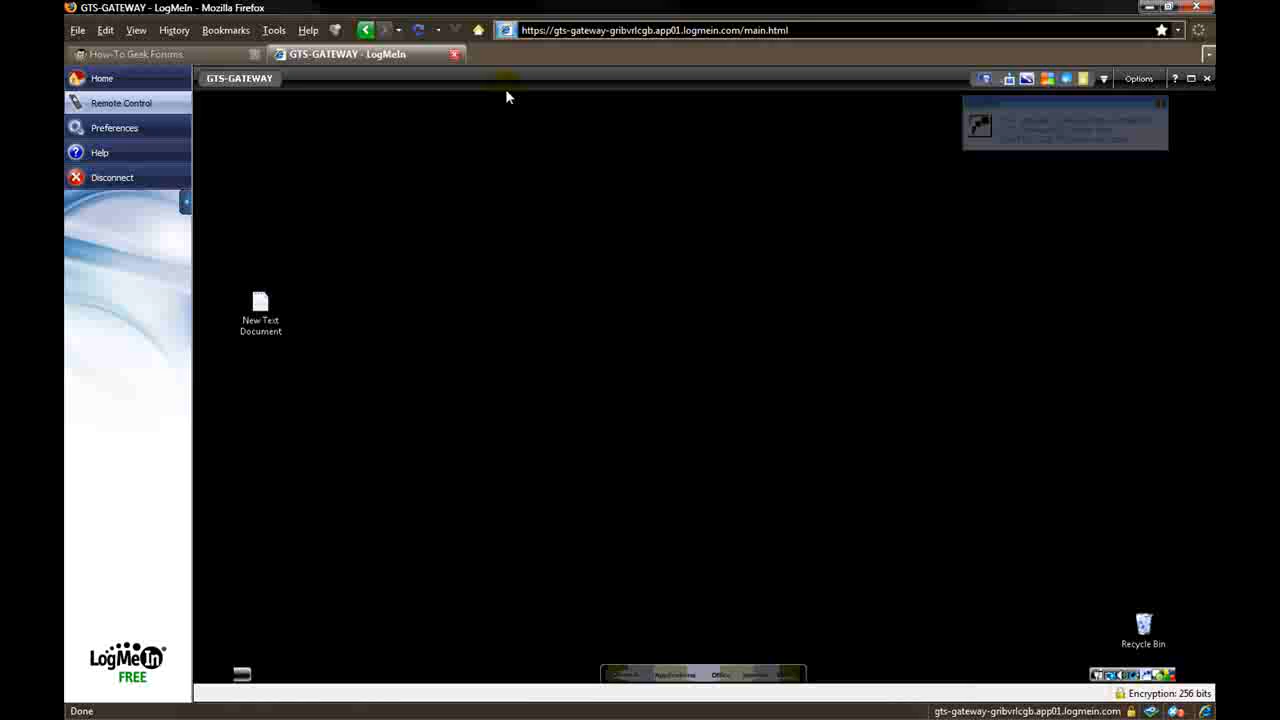 GTS-GATEWAY - LogMeIn - Mozilla Firefox
File Edit View History Bookmarks Tools Help
https://gts-gateway-gribvrlcgb.app01.logmein.com/main.html
How-To Geek Forums
GTS-GATEWAY - LogMeIn
Home
GTS-GATEWAY
Options
Remote Control
Preferences
Help
Disconnect
New Text
Document
Recycle Bin
LogMeIn
FREE
Applications Office
Encryption: 256 bits
Done
gts-gateway-gribvrlcgb.app01.logmein.com